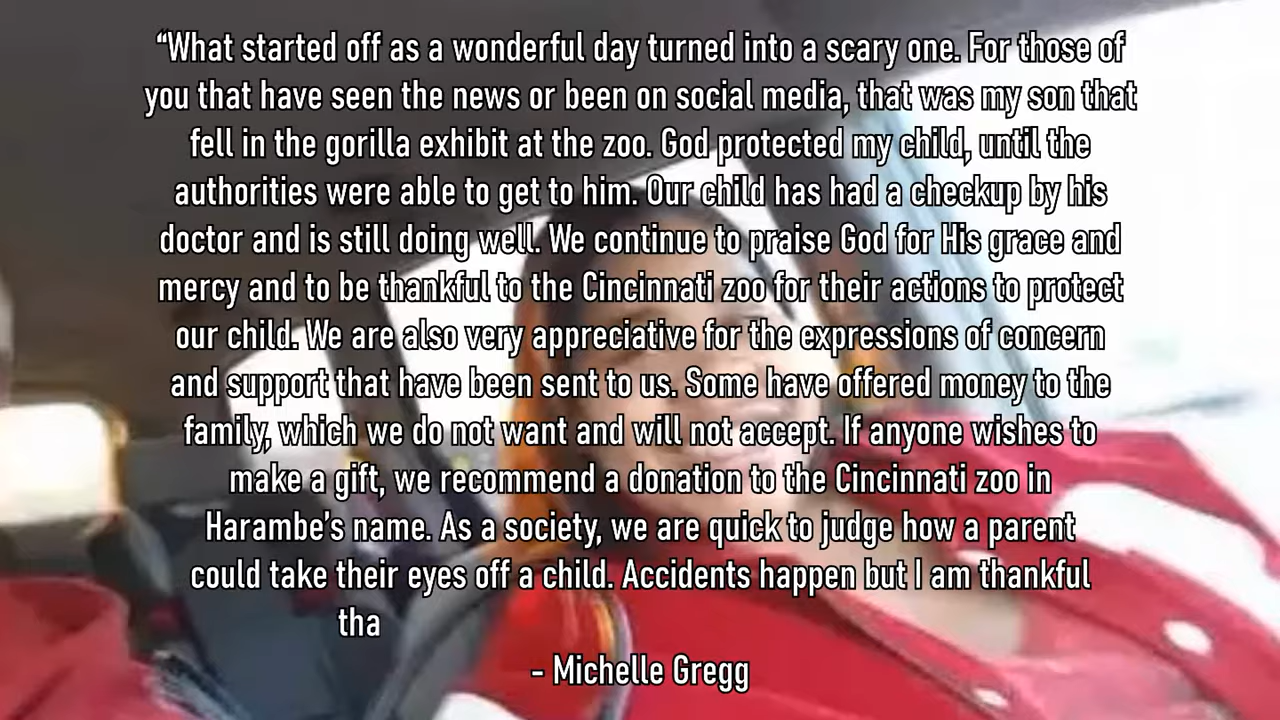 “What started off as a wonderful day turned into a scary one. For those of
you that have seen the news or been on social media, that was my son that
fell in the gorilla exhibit at the zoo. God protected my child, until the
authorities were able to get to him. Our child has had a checkup by his
doctor and is still doing well. We continue to praise God for His grace and
mercy and to be thankful to the Cincinnati zoo for their actions to protect
our child. We are also very appreciative for the expressions of concern
and support that have been sent to us. Some have offered money to the
family, which we do not want and will not accept. If anyone wishes to
make a gift, we recommend a donation to the Cincinnati zoo in
Harambe’s name. As a society, we are quick to judge how a parent
could take their eyes off a child. Accidents happen but I am thankful
tha
- Michelle Gregg